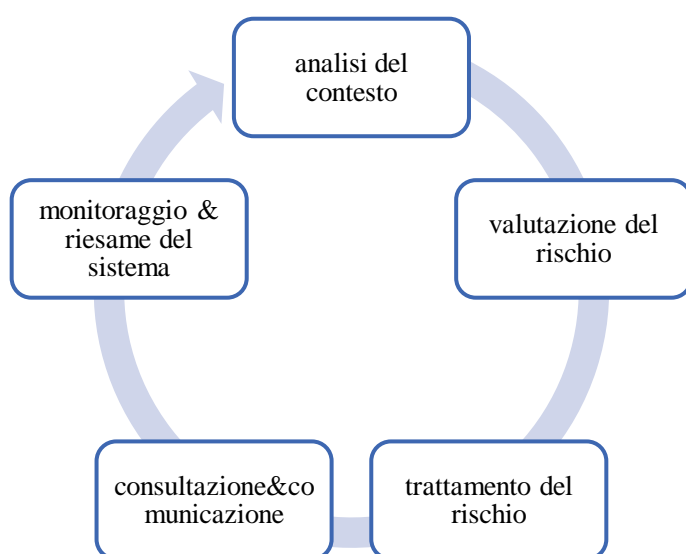 analisi del
contesto
valutazione del
rischio
trattamento del
rischio
consultazione&co
municazione
monitoraggio &
riesame del
sistema